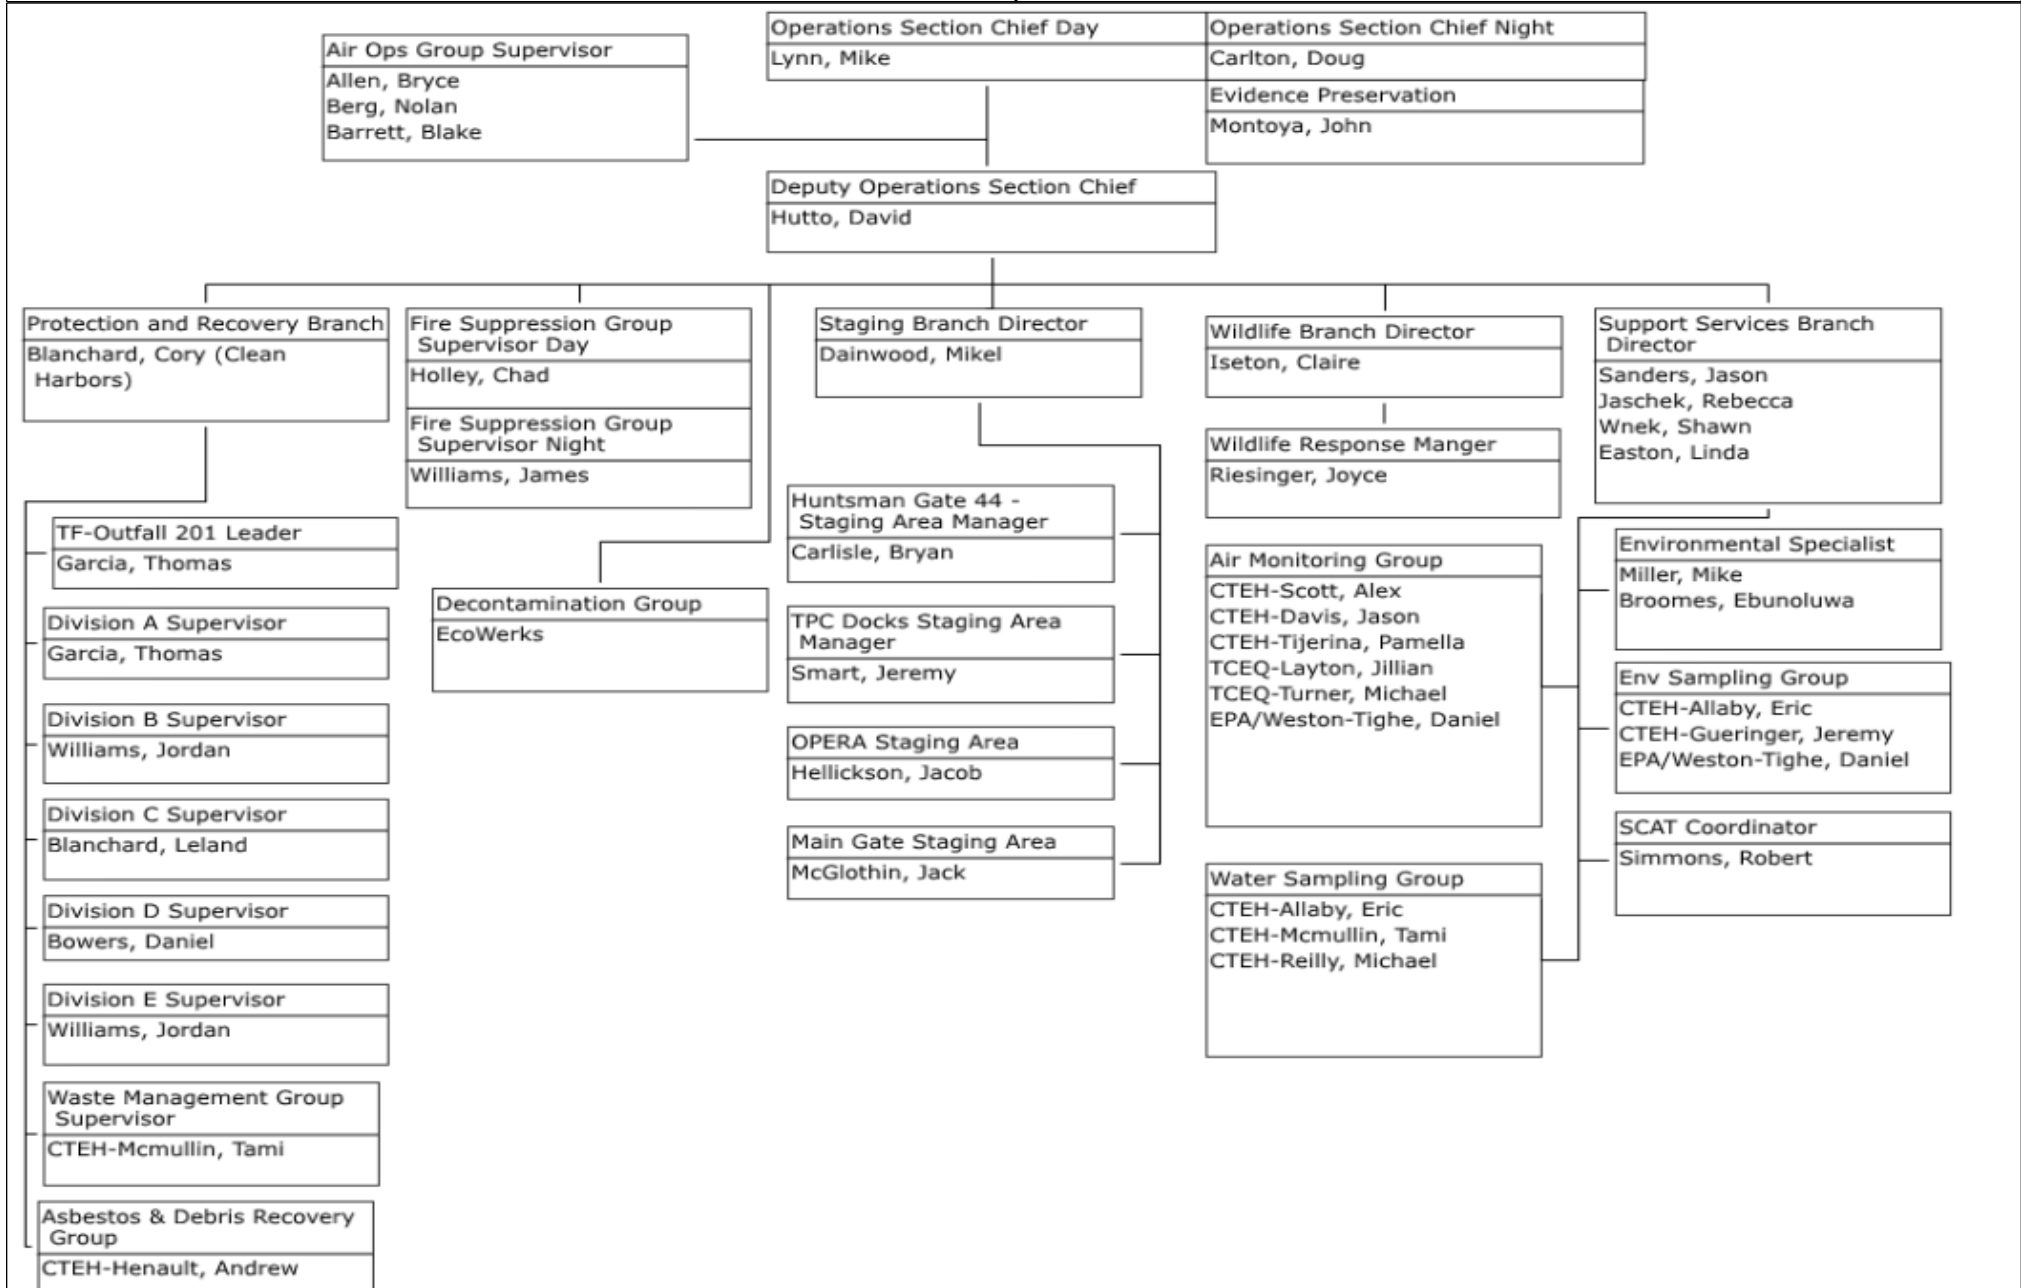 Operations Section Chief Day
Lynn, Mike
Operations Section Chief Night
Carlton, Doug
Evidence Preservation
Montoya, John
Air Ops Group Supervisor
Allen, Bryce
Berg, Nolan
Barrett, Blake
Deputy Operations Section Chief
Hutto, David
Protection and Recovery Branch
Blanchard, Cory (Clean
Harbors)
TF-Outfall 201 Leader
Garcia, Thomas
Division A Supervisor
Garcia, Thomas
Division B Supervisor
Williams, Jordan
Division C Supervisor
Blanchard, Leland
Division D Supervisor
Bowers, Daniel
Division E Supervisor
Williams, Jordan
Waste Management Group
Supervisor
CTEH-Mcmullin, Tami
Asbestos & Debris Recovery
Group
CTEH-Henault, Andrew
Fire Suppression Group
Supervisor Day
Holley, Chad
Fire Suppression Group
Supervisor Night
Williams, James
Decontamination Group
EcoWerks
Staging Branch Director
Dainwood, Mikel
Huntsman Gate 44 -
Staging Area Manager
Carlisle, Bryan
TPC Docks Staging Area
Manager
Smart, Jeremy
OPERA Staging Area
Hellickson, Jacob
Main Gate Staging Area
McGlothin, Jack
Wildlife Branch Director
Iseton, Claire
Wildlife Response Manger
Riesinger, Joyce
Support Services Branch
Director
Sanders, Jason
Jaschek, Rebecca
Wnek, Shawn
Easton, Linda
Air Monitoring Group
CTEH-Scott, Alex
CTEH-Davis, Jason
CTEH-Tijerina, Pamella
TCEQ-Layton, Jillian
TCEQ-Turner, Michael
EPA/Weston-Tighe, Daniel
Water Sampling Group
CTEH-Allaby, Eric
CTEH-Mcmullin, Tami
CTEH-Reilly, Michael
Environmental Specialist
Miller, Mike
Broomes, Ebunoluwa
Env Sampling Group
CTEH-Allaby, Eric
CTEH-Gueringer, Jeremy
EPA/Weston-Tighe, Daniel
SCAT Coordinator
Simmons, Robert